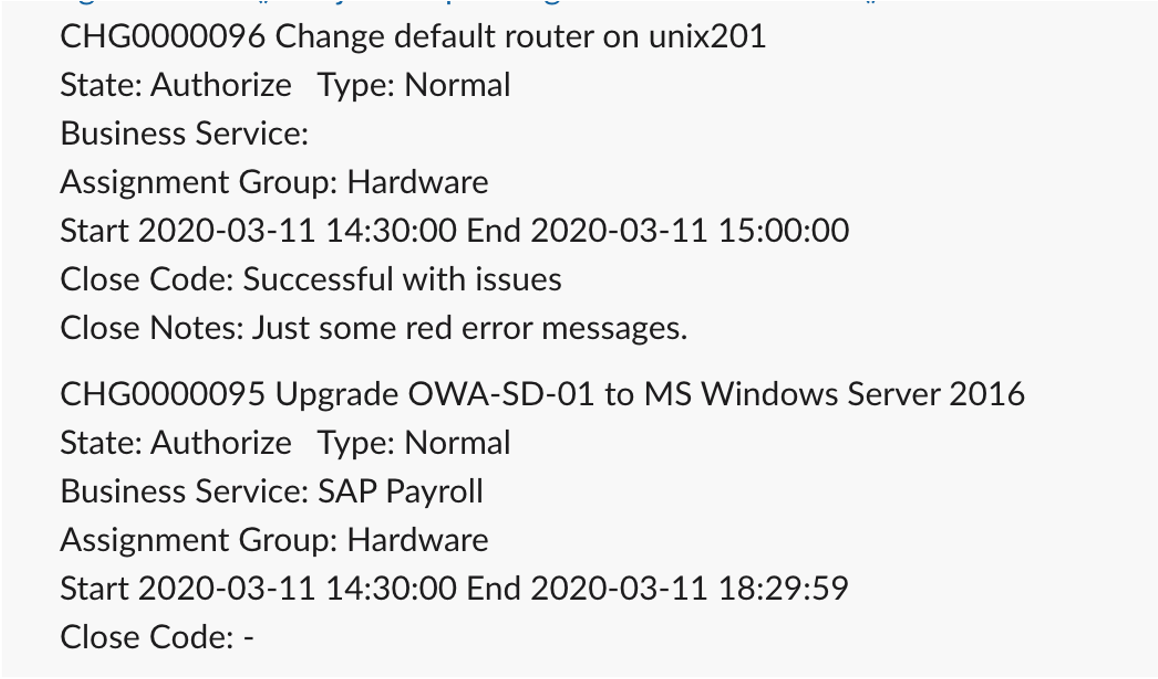 CHG0000096 Change default router on unix201
State: Authorize   Type: Normal
Business Service:
Assignment Group: Hardware
Start 2020-03-11 14:30:00 End 2020-03-11 15:00:00
Close Code: Successful with issues
Close Notes: Just some red error messages.
CHG0000095 Upgrade OWA-SD-01 to MS Windows Server 2016
State: Authorize   Type: Normal
Business Service: SAP Payroll
Assignment Group: Hardware
Start 2020-03-11 14:30:00 End 2020-03-11 18:29:59
Close Code: -